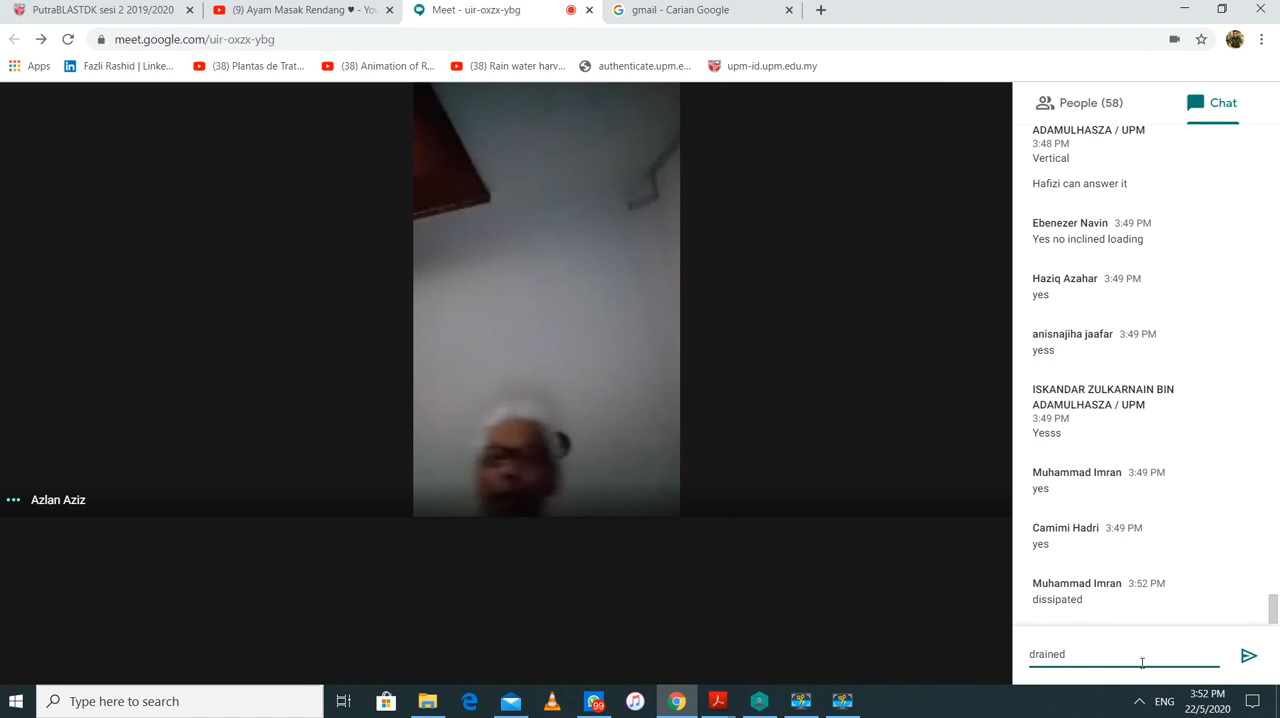 PutraBLASTDK sesi 2 2019/2020
(9) Ayam Masak Rendang ♥ - You
Meet - uir-oxzx-ybg
gmail - Carian Google
meet.google.com/uir-oxzx-ybg
Apps
Fazli Rashid | Linke...
(38) Plantas de Trat...
(38) Animation of R...
(38) Rain water harv...
authenticate.upm.e...
upm-id.upm.edu.my
People (58)
Chat
ADAMULHASZA / UPM
3:48 PM
Vertical
Hafizi can answer it
Ebenezer Navin 3:49 PM
Yes no inclined loading
Haziq Azahar 3:49 PM
yes
anisnajiha jaafar 3:49 PM
yess
ISKANDAR ZULKARNAIN BIN
ADAMULHASZA / UPM
3:49 PM
Yesss
Muhammad Imran 3:49 PM
yes
Camimi Hadri 3:49 PM
yes
Muhammad Imran 3:52 PM
dissipated
drained
Azlan Aziz
Type here to search
99
ENG
3:52 PM
22/5/2020